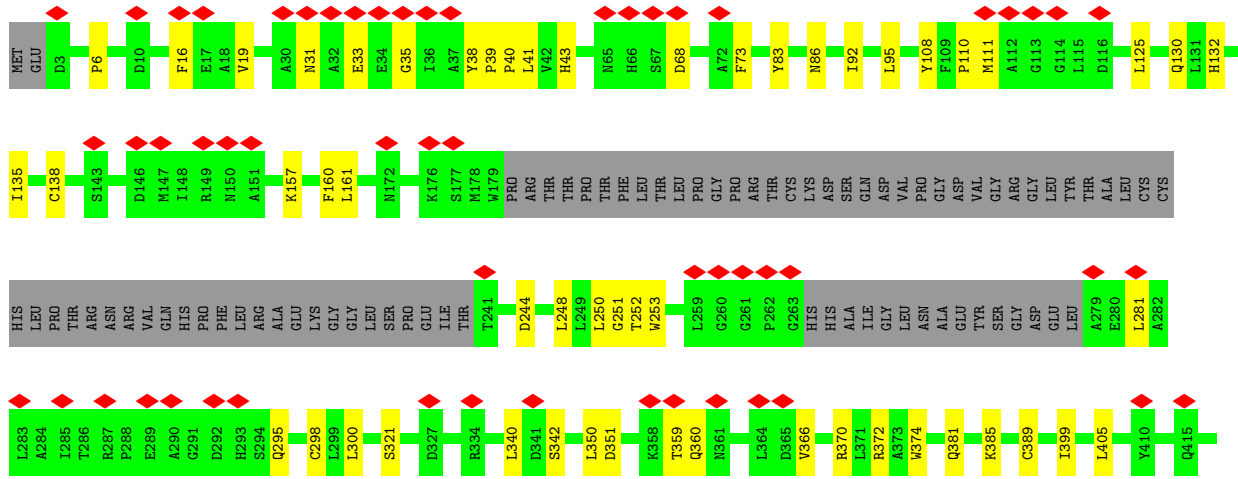 MET GLU D3 P6 D10 F16 E17 A18 V19 A30 N31 A32 E33 E34 G35 I36 A37 Y38 P39 P40 L41 V42 H43 N65 H66 S67 D68 A72 F73 Y83 N86 I92 L95 Y108 F109 P110 M111 A112 G113 G114 L115 D116 L125 Q130 L131 H132
I135 C138 S143 D146 M147 I148 R149 N150 A151 K157 F160 L161 N172 K176 S177 M178 W179 PRO ARG THR THR PRO THR PHE LEU THR LEU PRO GLY PRO ARG THR CYS LYS ASP SER GLN ASP VAL PRO GLY ASP VAL GLY ARG GLY LEU TYR THR ALA LEU CYS CYS
HIS LEU PRO THR ARG ASN ARG VAL GLN HIS PRO PHE LEU ARG ALA GLU LYS GLY GLY LEU SER PRO GLU ILE THR T241 D244 L248 L249 L250 G251 T252 W253 L259 G260 G261 P262 G263 HIS HIS ALA ILE GLY LEU ASN ALA GLU TYR SER GLY ASP GLU LEU A279 E280 L281 A282
L283 A284 I285 T286 R287 P288 E289 A290 G291 D292 H293 S294 Q295 C298 L299 L300 S321 D327 R334 L340 D341 S342 L350 D351 K358 T359 Q360 N361 L364 D365 V366 R370 L371 R372 A373 W374 Q381 K385 C389 I399 L405 Y410 Q415